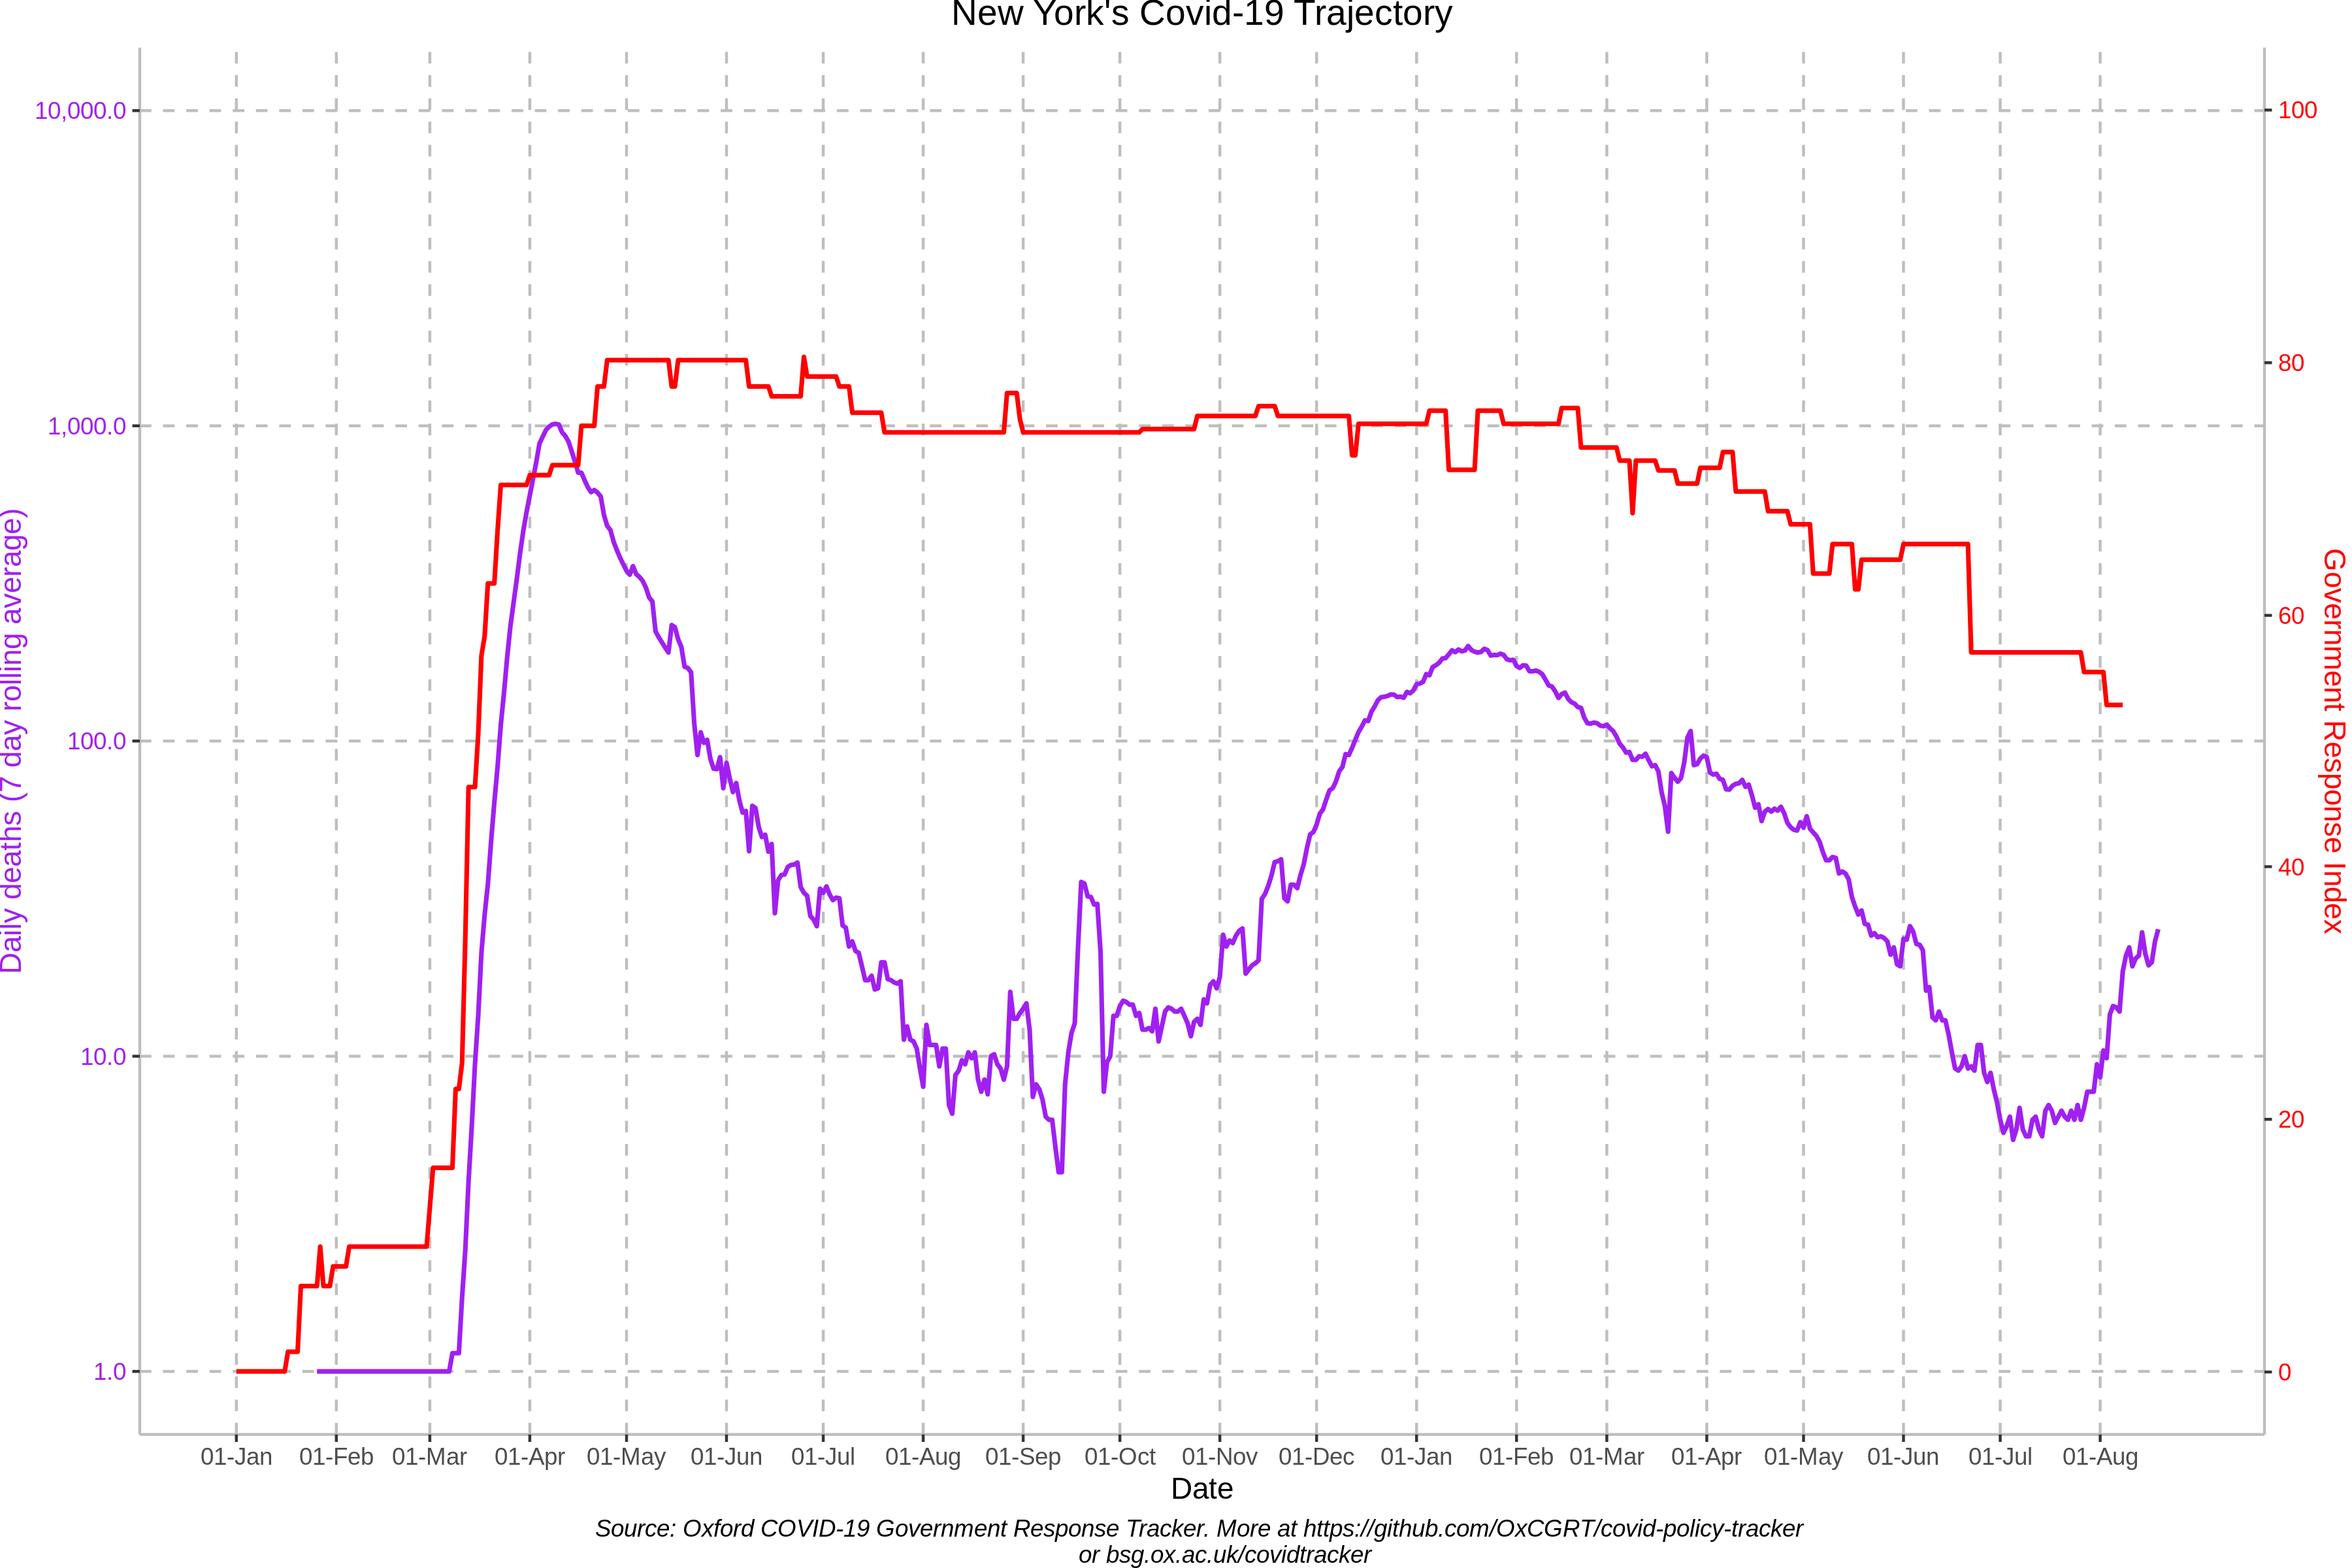 New York's Covid-19 Trajectory
10,000.0
1,000.0
100.0
10.0
1.0
Daily deaths (7 day rolling average)
100
80
60
40
20
0
Government Response Index
01-Jan 01-Feb 01-Mar 01-Apr 01-May 01-Jun 01-Jul 01-Aug 01-Sep 01-Oct 01-Nov 01-Dec 01-Jan 01-Feb 01-Mar 01-Apr 01-May 01-Jun 01-Jul 01-Aug
Date
Source: Oxford COVID-19 Government Response Tracker. More at https://github.com/OxCGRT/covid-policy-tracker
or bsg.ox.ac.uk/covidtracker